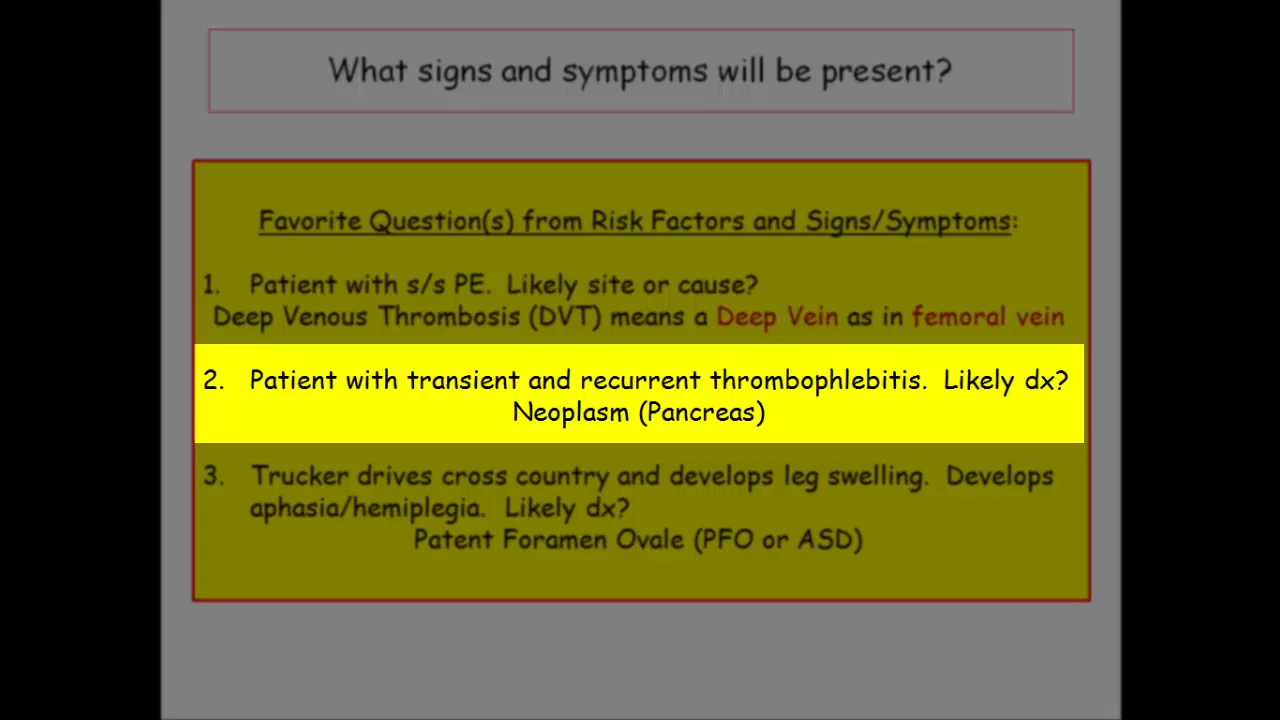 What signs and symptoms will be present?
Favorite Question(s) from Risk Factors and Signs/Symptoms:
1. Patient with s/s PE. Likely site or cause?
Deep Venous Thrombosis (DVT) means a Deep Vein as in femoral vein
2. Patient with transient and recurrent thrombophlebitis. Likely dx?
Neoplasm (Pancreas)
3. Trucker drives cross country and develops leg swelling. Develops
aphasia/hemiplegia. Likely dx?
Patent Foramen Ovale (PFO or ASD)